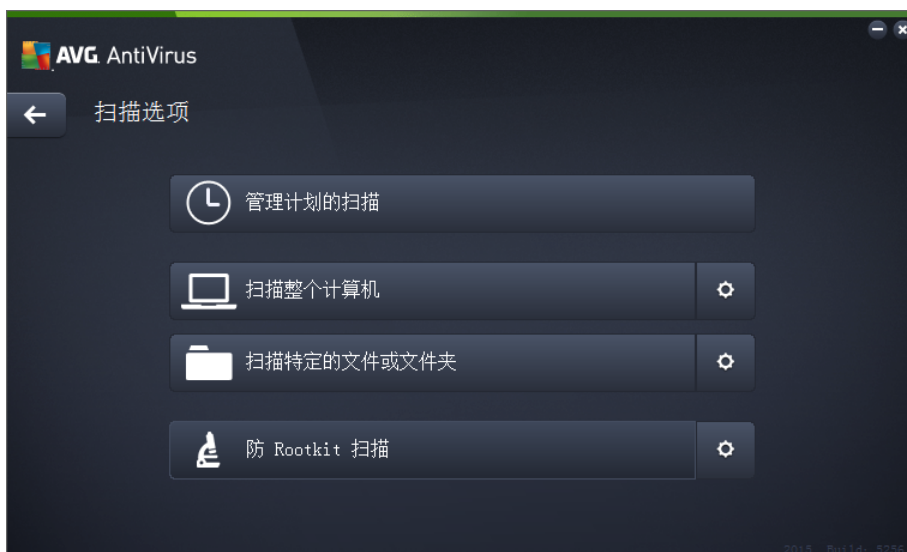 AVG AntiVirus
扫描选项
管理计划的扫描
扫描整个计算机
扫描特定的文件或文件夹
防 Rootkit 扫描